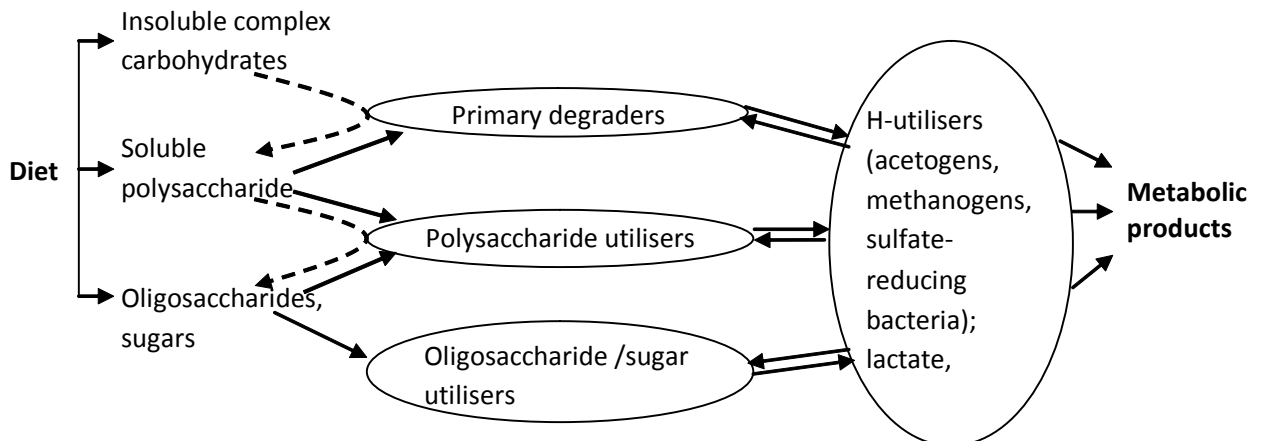 Insoluble complex
carbohydrates
Diet
Soluble
polysaccharide
Oligosaccharides,
sugars
Primary degraders
Polysaccharide utilisers
Oligosaccharide /sugar
utilisers
H-utilisers
(acetogens,
methanogens,
sulfate-
reducing
bacteria);
lactate,
Metabolic
products